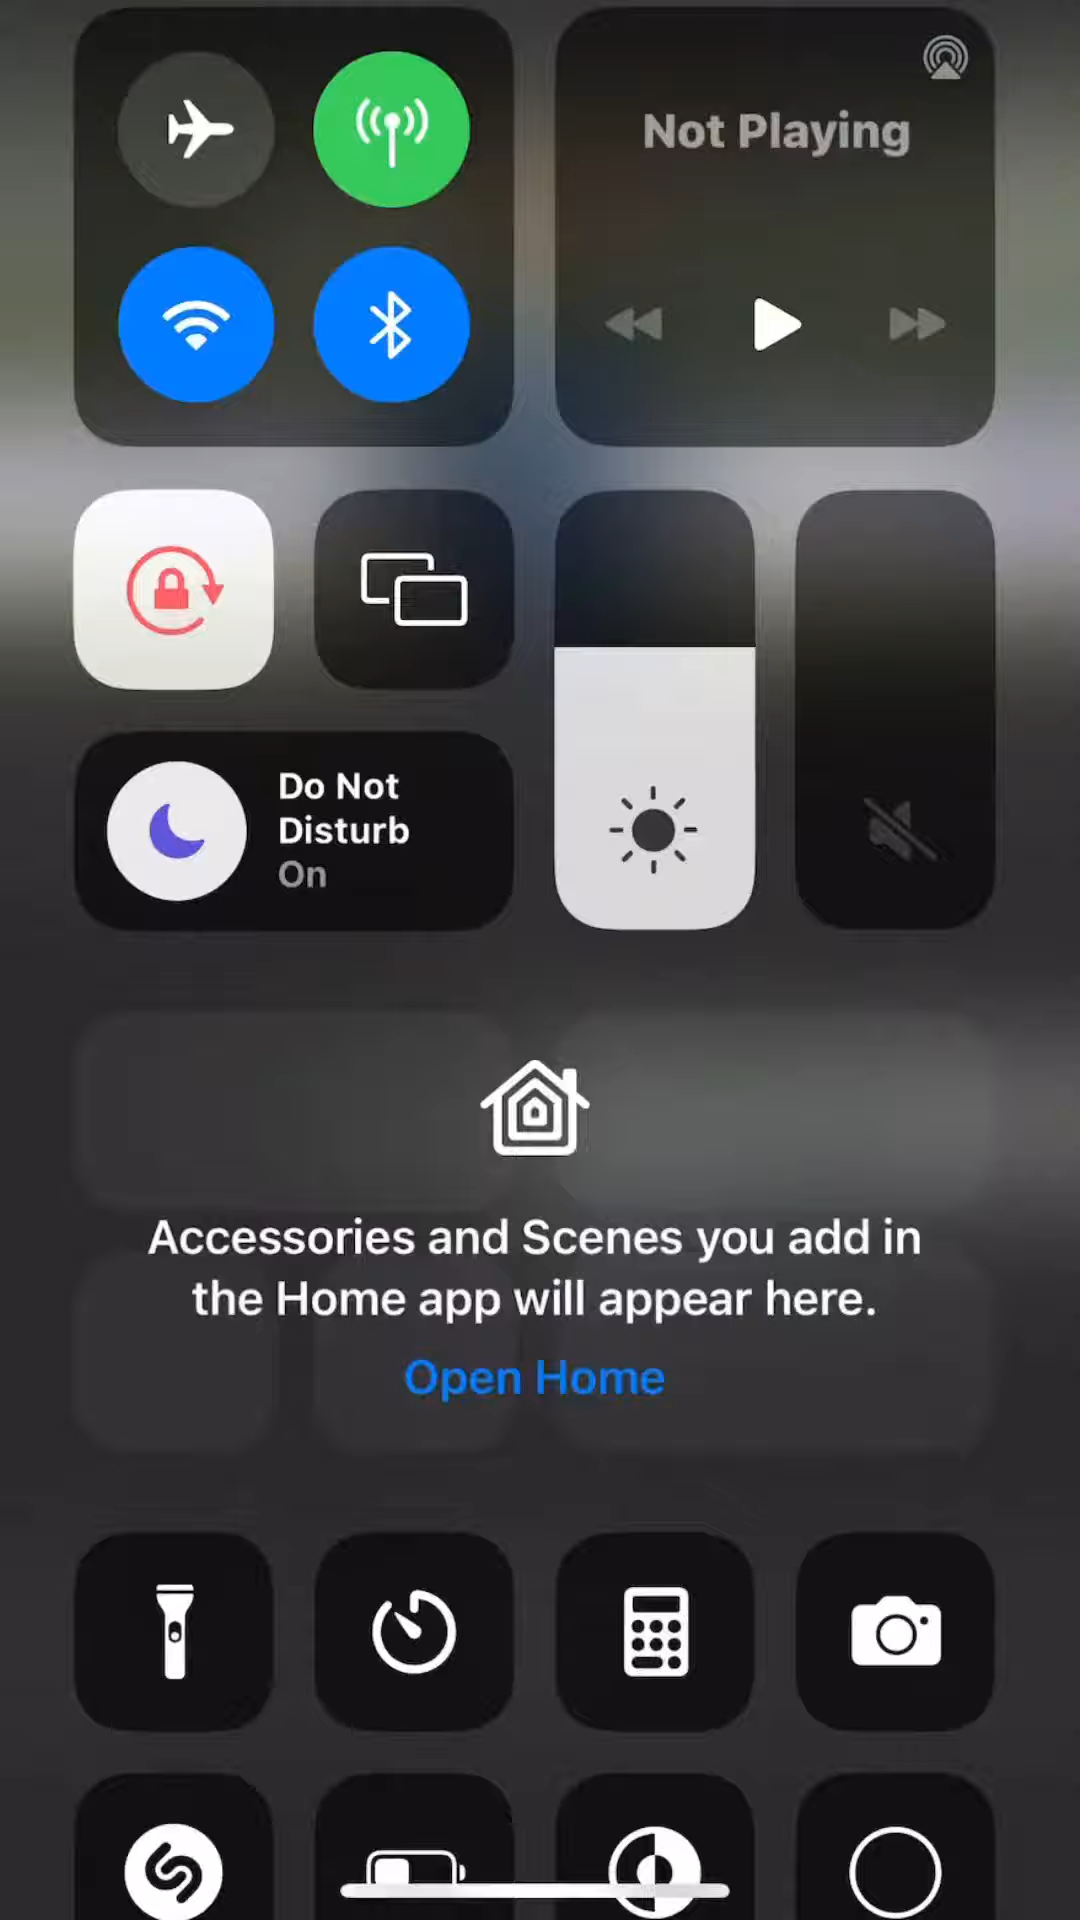 Not Playing
Do Not
Disturb
On
Accessories and Scenes you add in
the Home app will appear here.
Open Home